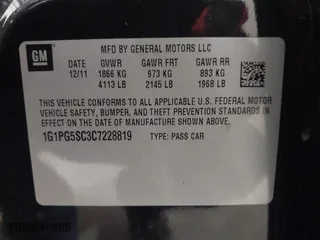 GM
MFD BY GENERAL MOTORS LLC
DATE GVWR GAWR FRT GAWR RR
12/11 1866 KG 973 KG 893 KG
4113 LB 2145 LB 1968 LB
THIS VEHICLE CONFORMS TO ALL APPLICABLE U.S. FEDERAL MOTOR
VEHICLE SAFETY, BUMPER, AND THEFT PREVENTION STANDARDS IN
EFFECT ON THE DATE OF MANUFACTURE SHOWN ABOVE.
1G1PG5SC3C7228819 TYPE: PASS CAR